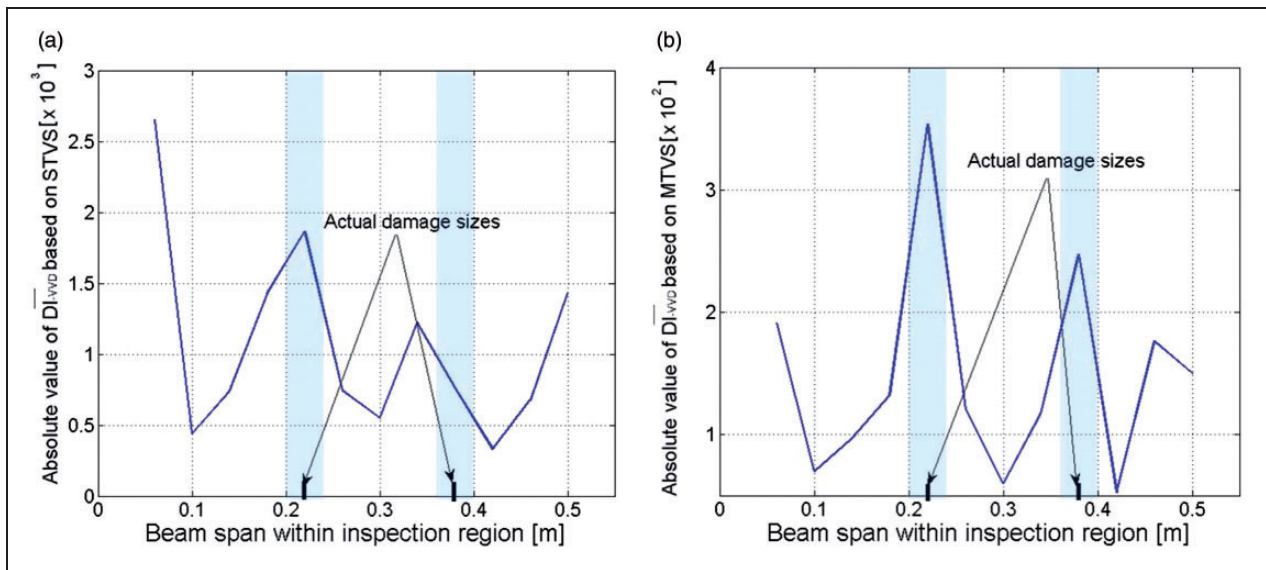 (a)
Absolute value of DI-VVD based on STVS[x 10³]
3
2.5
2
1.5
1
0.5
0
Actual damage sizes
0 0.1 0.2 0.3 0.4 0.5
Beam span within inspection region [m]
(b)
Absolute value of DI-VVD based on MTVS[x 10²]
4
3
2
1
Actual damage sizes
0.1 0.2 0.3 0.4 0.5
Beam span within inspection region [m]